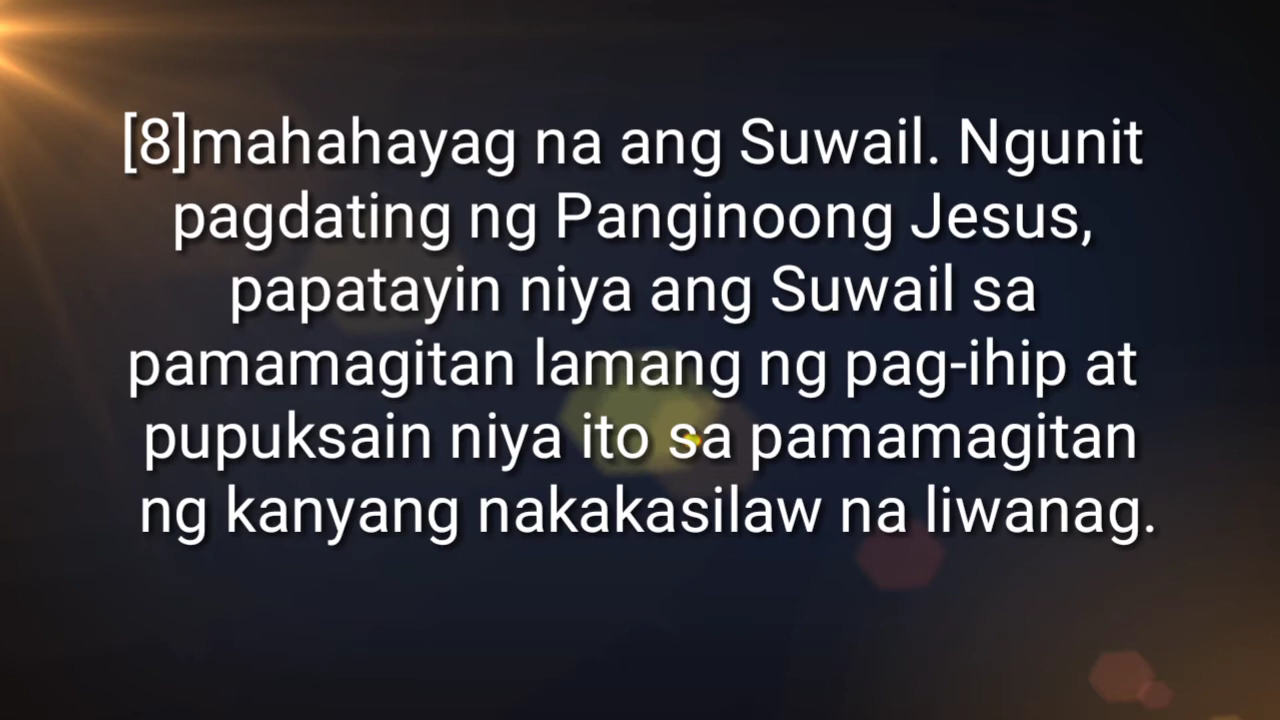 [8]mahahayag na ang Suwail. Ngunit
pagdating ng Panginoong Jesus,
papatayin niya ang Suwail sa
pamamagitan lamang ng pag-ihip at
pupuksain niya ito sa pamamagitan
ng kanyang nakakasilaw na liwanag.